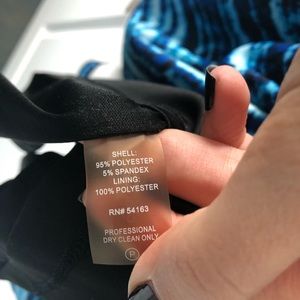 SHELL:
95% POLYESTER
5% SPANDEX
LINING:
100% POLYESTER
RN# 54163
PROFESSIONAL
DRY CLEAN ONLY
P